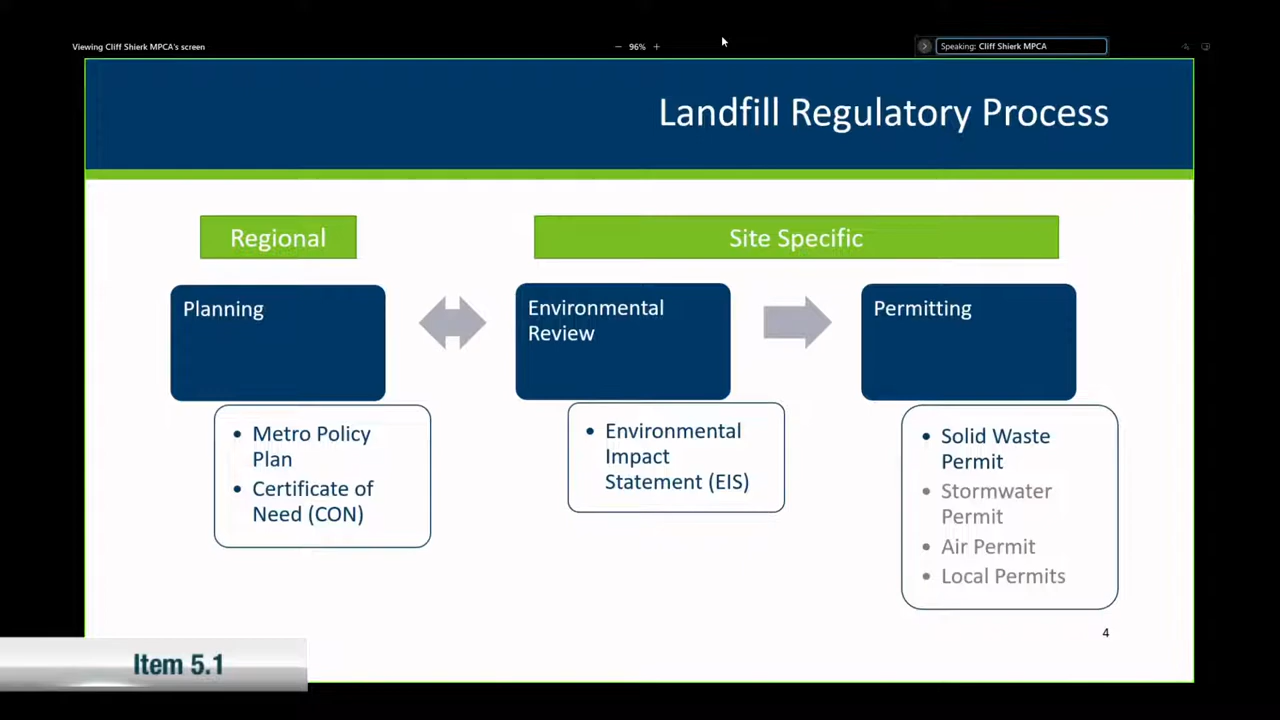 Viewing Cliff Shierk MPCA's screen
− 96% +
Speaking: Cliff Shierk MPCA
Landfill Regulatory Process
Regional
Site Specific
Planning
Environmental
Review
Permitting
• Metro Policy
Plan
• Certificate of
Need (CON)
• Environmental
Impact
Statement (EIS)
• Solid Waste
Permit
• Stormwater
Permit
• Air Permit
• Local Permits
4
Item 5.1